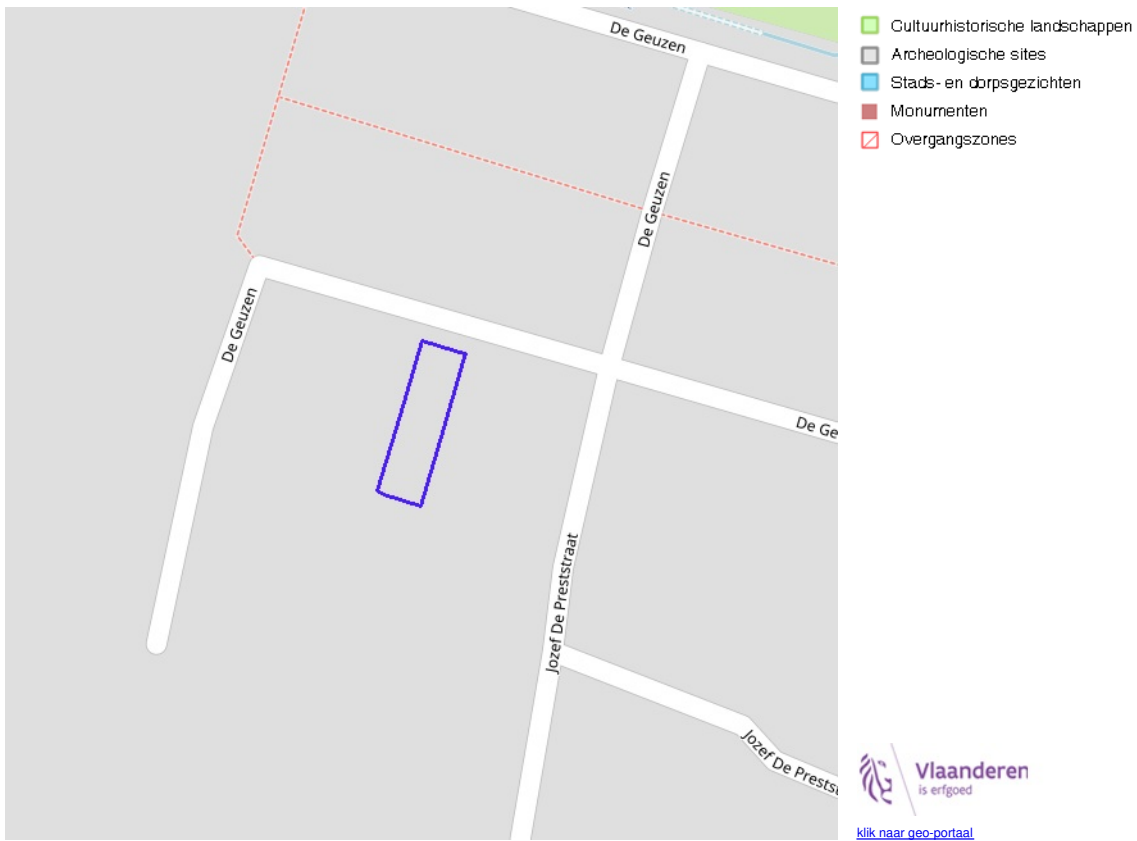 De Geuzen
De Geuzen
De Geuzen
De Ge
Jozef De Preststraat
Jozef De Prestst
Cultuurhistorische landschappen
Archeologische sites
Stads- en dorpsgezichten
Monumenten
Overgangszones
Vlaanderen
is erfgoed
klik naar geo-portaal